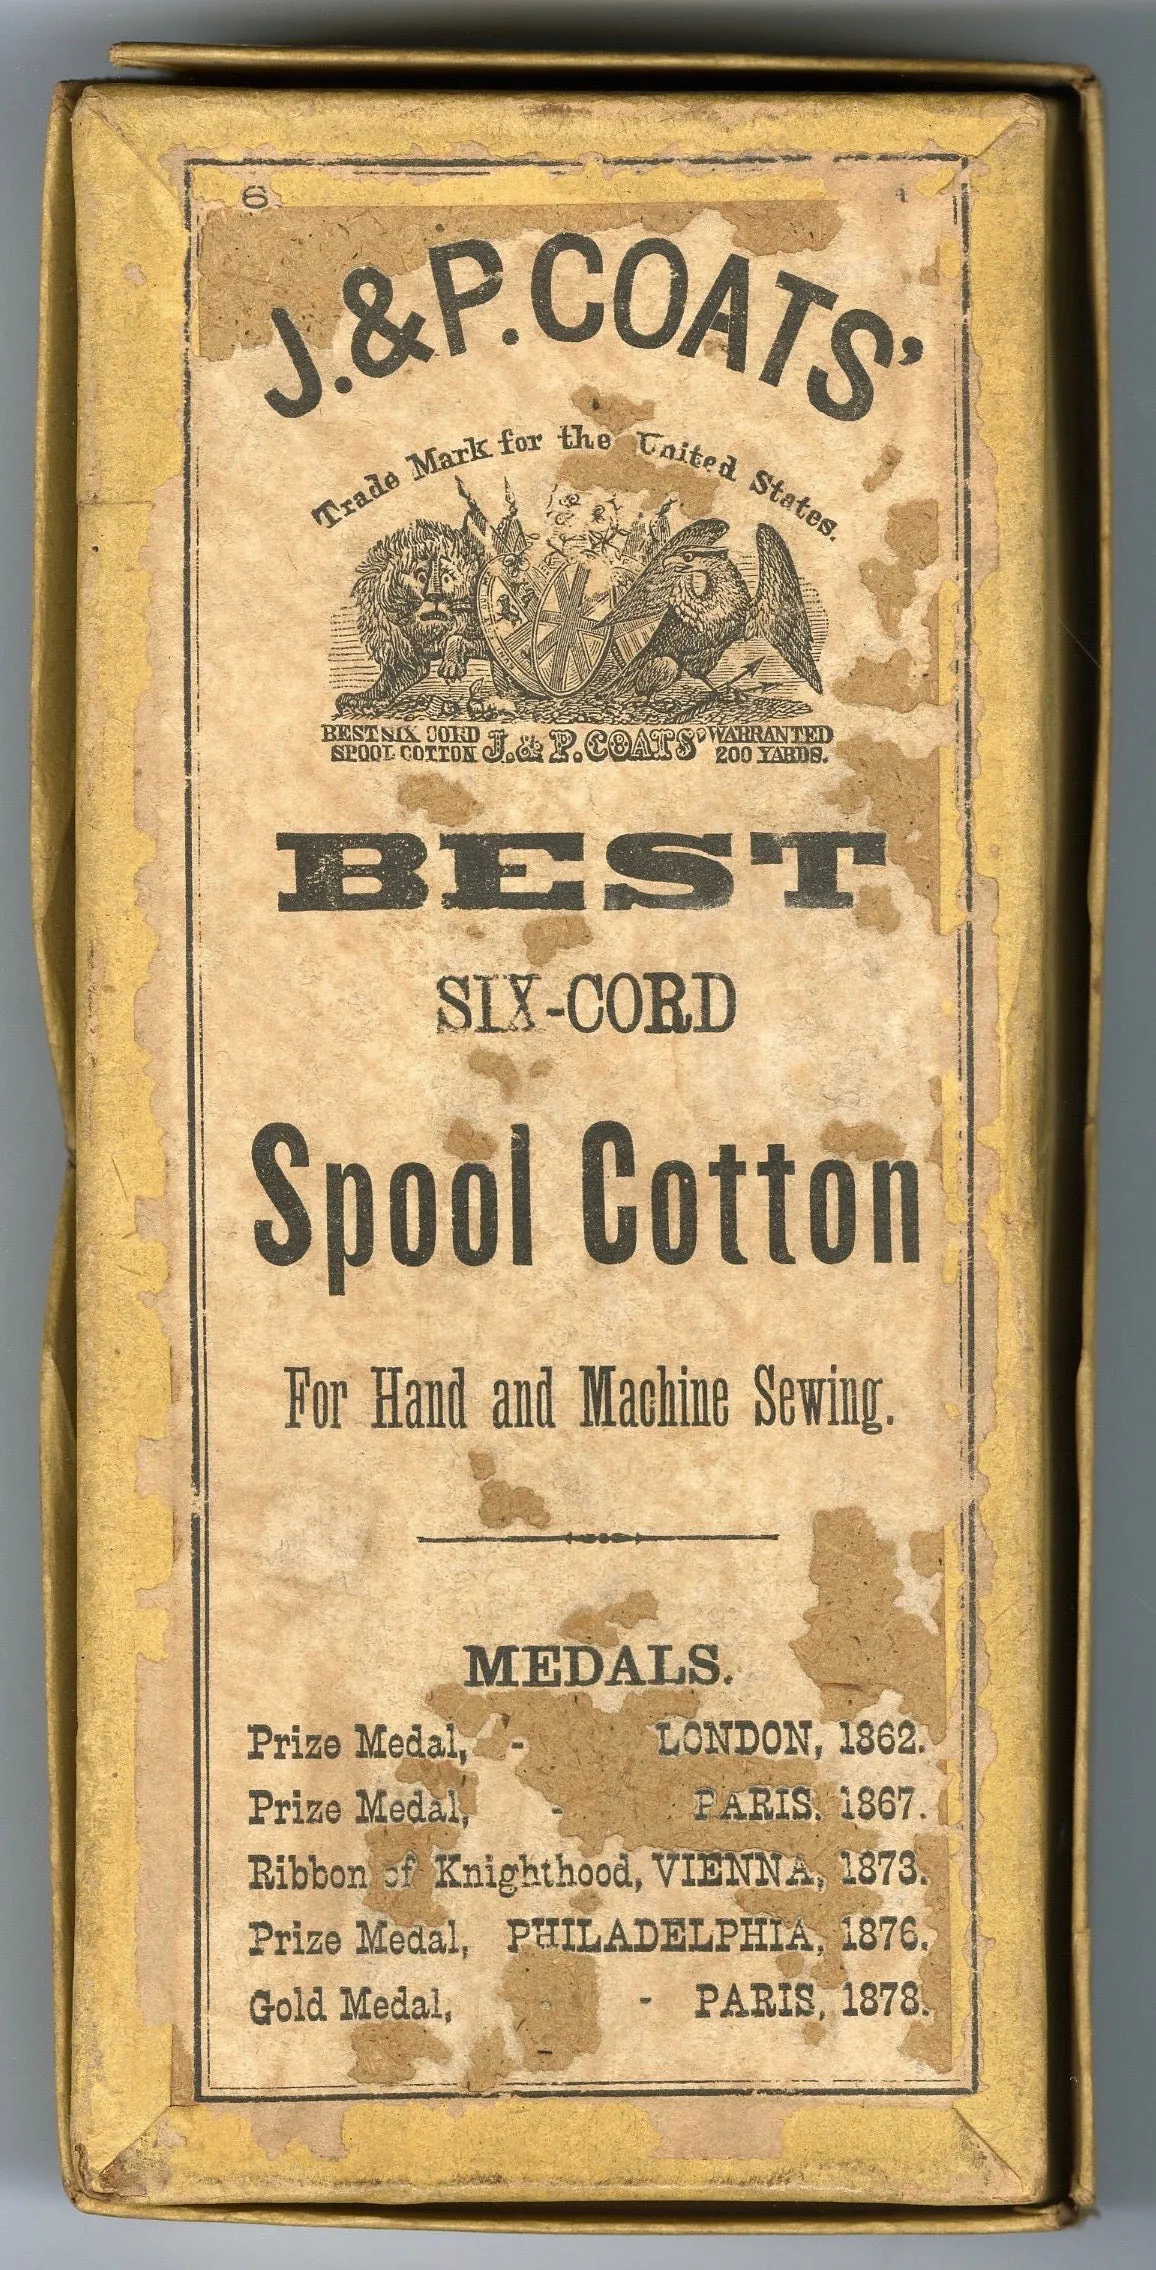 6 1
J. & P. COATS'
Trade Mark for the United States.
BEST SIX CORD SPOOL COTTON J. & P. COATS' WARRANTED 200 YARDS.
BEST
SIX-CORD
Spool Cotton
For Hand and Machine Sewing.
MEDALS.
Prize Medal, - LONDON, 1862.
Prize Medal, - PARIS. 1867.
Ribbon of Knighthood, VIENNA, 1873.
Prize Medal, PHILADELPHIA, 1876.
Gold Medal, - PARIS, 1878.